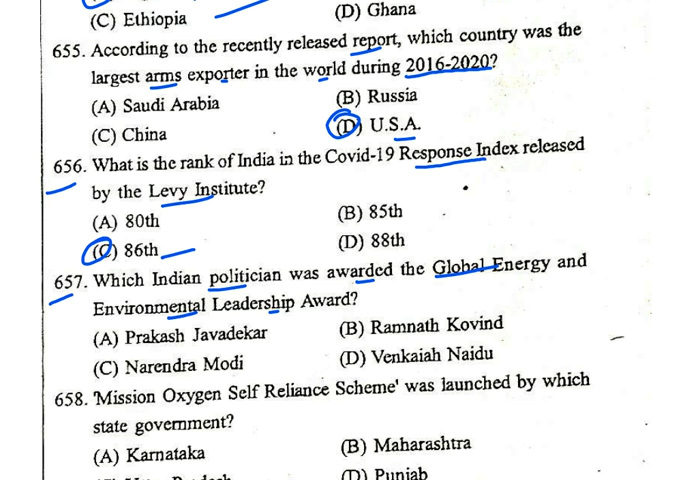 (C) Ethiopia (D) Ghana
655. According to the recently released report, which country was the
largest arms exporter in the world during 2016-2020?
(A) Saudi Arabia (B) Russia
(C) China (D) U.S.A.
656. What is the rank of India in the Covid-19 Response Index released
by the Levy Institute?
(A) 80th (B) 85th
(C) 86th (D) 88th
657. Which Indian politician was awarded the Global Energy and
Environmental Leadership Award?
(A) Prakash Javadekar (B) Ramnath Kovind
(C) Narendra Modi (D) Venkaiah Naidu
658. 'Mission Oxygen Self Reliance Scheme' was launched by which
state government?
(A) Karnataka (B) Maharashtra
(D) Punjab